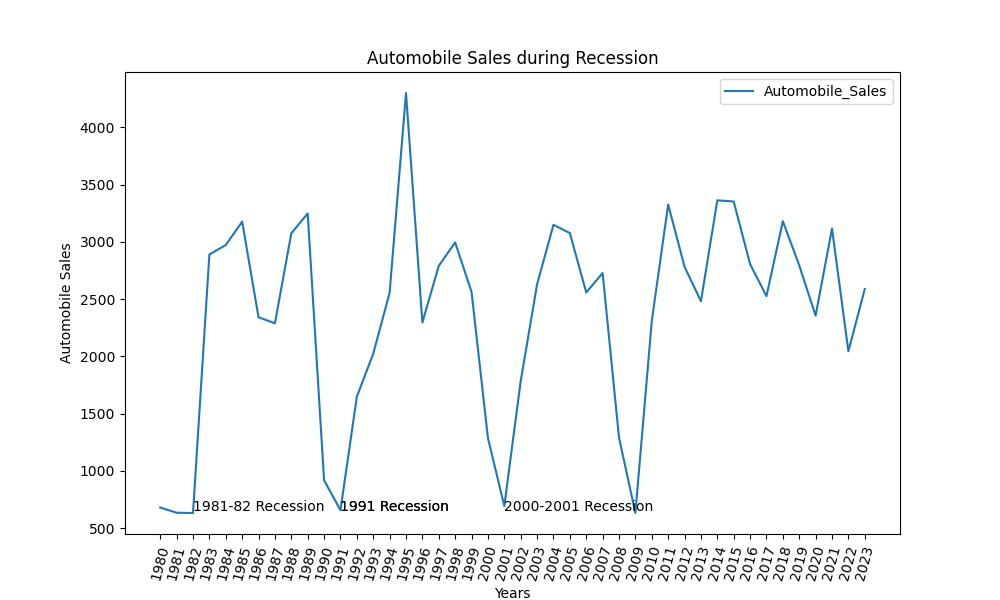 Automobile Sales during Recession
Automobile_Sales
4000
3500
3000
2500
2000
1500
1000
500
Automobile Sales
1981-82 Recession
1991 Recession
2000-2001 Recession
1980 1981 1982 1983 1984 1985 1986 1987 1988 1989 1990 1991 1992 1993 1994 1995 1996 1997 1998 1999 2000 2001 2002 2003 2004 2005 2006 2007 2008 2009 2010 2011 2012 2013 2014 2015 2016 2017 2018 2019 2020 2021 2022 2023
Years